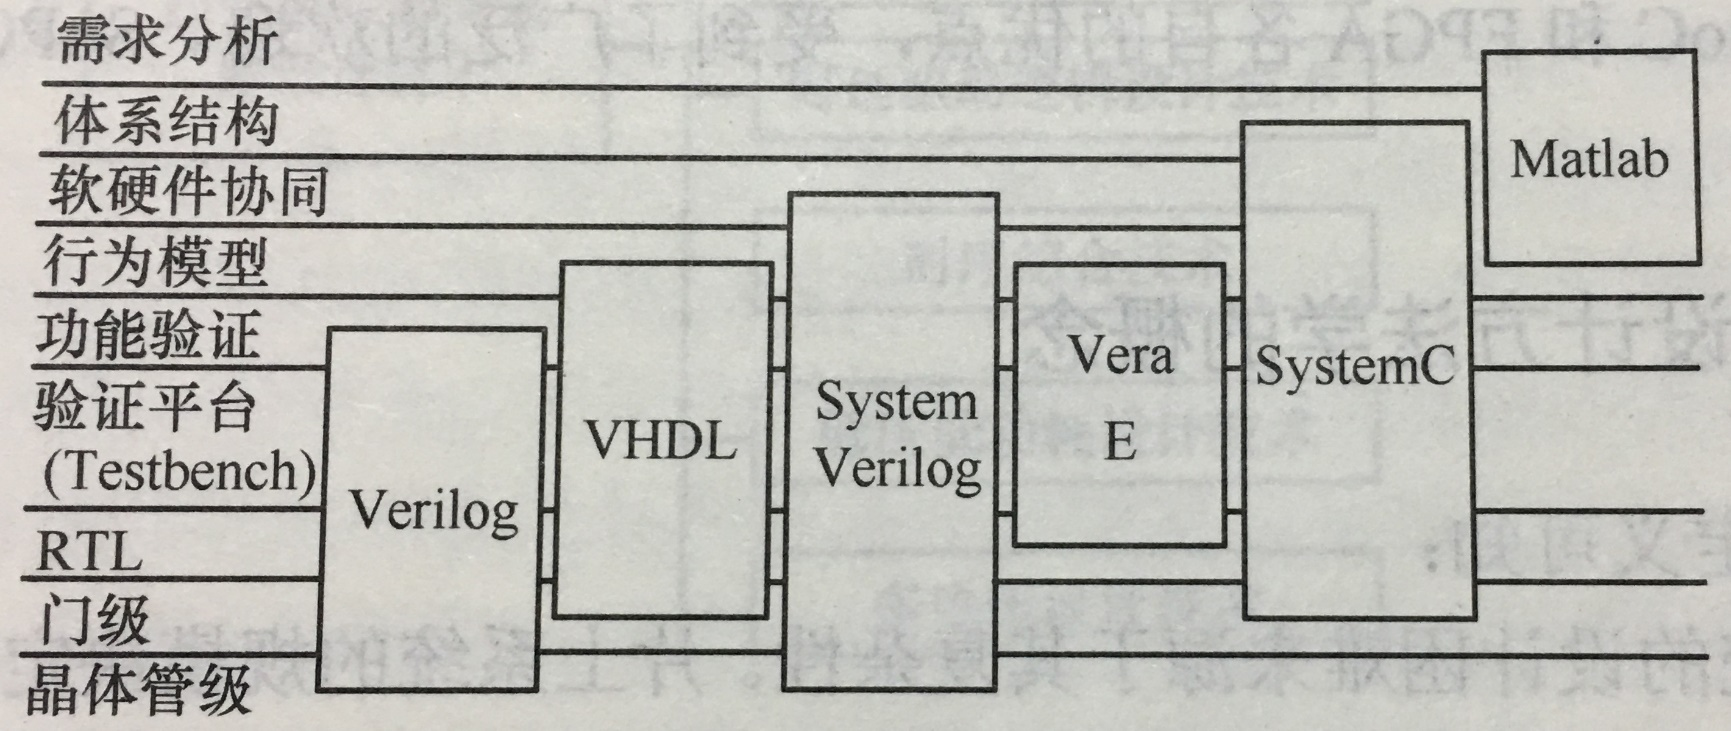 需求分析
体系结构
软硬件协同
行为模型
功能验证
验证平台
(Testbench)
RTL
门级
晶体管级
Verilog
VHDL
System
Verilog
Vera
E
SystemC
Matlab